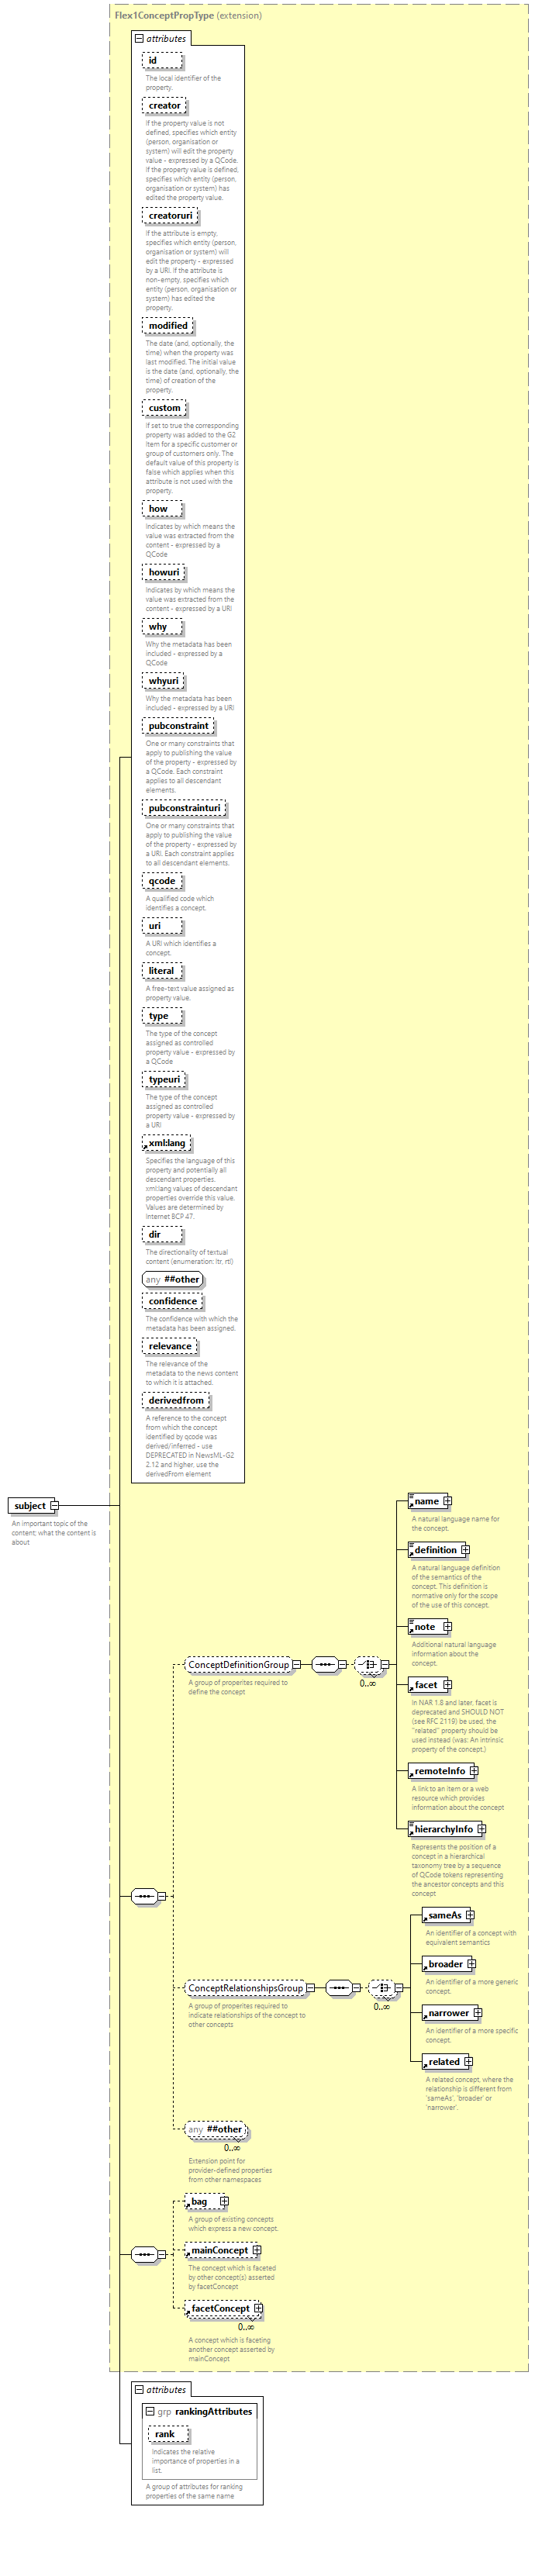 Flex1ConceptPropType (extension)
attributes
id
The local identifier of the
property.
creator
If the property value is not
defined, specifies which entity
(person, organisation or
system) will edit the property
value - expressed by a QCode.
If the property value is defined,
specifies which entity (person,
organisation or system) has
edited the property value.
creatoruri
If the attribute is empty,
specifies which entity (person,
organisation or system) will
edit the property - expressed
by a URI. If the attribute is
non-empty, specifies which
entity (person, organisation or
system) has edited the
property.
modified
The date (and, optionally, the
time) when the property was
last modified. The initial value
is the date (and, optionally, the
time) of creation of the
property.
custom
If set to true the corresponding
property was added to the G2
Item for a specific customer or
group of customers only. The
default value of this property is
false which applies when this
attribute is not used with the
property.
how
Indicates by which means the
value was extracted from the
content - expressed by a
QCode
howuri
Indicates by which means the
value was extracted from the
content - expressed by a URI
why
Why the metadata has been
included - expressed by a
QCode
whyuri
Why the metadata has been
included - expressed by a URI
pubconstraint
One or many constraints that
apply to publishing the value
of the property - expressed by
a QCode. Each constraint
applies to all descendant
elements.
pubconstrainturi
One or many constraints that
apply to publishing the value
of the property - expressed by
a URI. Each constraint applies
to all descendant elements.
qcode
A qualified code which
identifies a concept.
uri
A URI which identifies a
concept.
literal
A free-text value assigned as
property value.
type
The type of the concept
assigned as controlled
property value - expressed by
a QCode
typeuri
The type of the concept
assigned as controlled
property value - expressed by
a URI
xml:lang
Specifies the language of this
property and potentially all
descendant properties.
xml:lang values of descendant
properties override this value.
Values are determined by
Internet BCP 47.
dir
The directionality of textual
content (enumeration: ltr, rtl)
any ##other
confidence
The confidence with which the
metadata has been assigned.
relevance
The relevance of the
metadata to the news content
to which it is attached.
derivedfrom
A reference to the concept
from which the concept
identified by qcode was
derived/inferred - use
DEPRECATED in NewsML-G2
2.12 and higher, use the
derivedFrom element
subject
An important topic of the
content; what the content is
about
name
A natural language name for
the concept.
definition
A natural language definition
of the semantics of the
concept. This definition is
normative only for the scope
of the use of this concept.
note
Additional natural language
information about the
concept.
ConceptDefinitionGroup
0..∞
A group of properites required to
define the concept
facet
In NAR 1.8 and later, facet is
deprecated and SHOULD NOT
(see RFC 2119) be used, the
"related" property should be
used instead (was: An intrinsic
property of the concept.)
remoteInfo
A link to an item or a web
resource which provides
information about the concept
hierarchyInfo
Represents the position of a
concept in a hierarchical
taxonomy tree by a sequence
of QCode tokens representing
the ancestor concepts and this
concept
sameAs
An identifier of a concept with
equivalent semantics
broader
An identifier of a more generic
concept.
ConceptRelationshipsGroup
0..∞
A group of properites required to
indicate relationships of the concept to
other concepts
narrower
An identifier of a more specific
concept.
related
A related concept, where the
relationship is different from
'sameAs', 'broader' or
'narrower'.
any ##other
0..∞
Extension point for
provider-defined properties
from other namespaces
bag
A group of existing concepts
which express a new concept.
mainConcept
The concept which is faceted
by other concept(s) asserted
by facetConcept
facetConcept
0..∞
A concept which is faceting
another concept asserted by
mainConcept
attributes
grp rankingAttributes
rank
Indicates the relative
importance of properties in a
list.
A group of attributes for ranking
properties of the same name